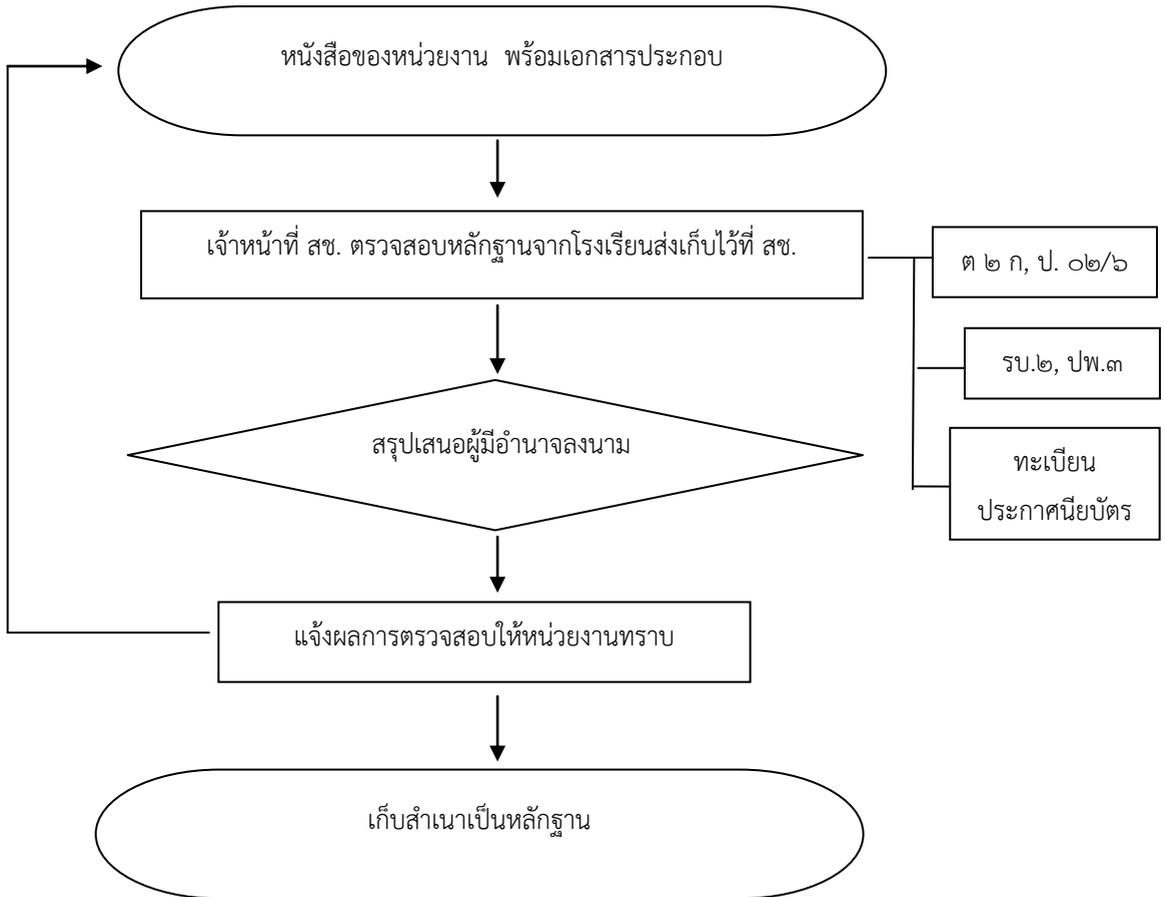 หนังสือของหน่วยงาน พร้อมเอกสารประกอบ
เจ้าหน้าที่ สช. ตรวจสอบหลักฐานจากโรงเรียนส่งเก็บไว้ที่ สช.
ต ๒ ก, ป. ๐๒/๖
รบ.๒, ปพ.๓
ทะเบียน
ประกาศนียบัตร
สรุปเสนอผู้มีอำนาจลงนาม
แจ้งผลการตรวจสอบให้หน่วยงานทราบ
เก็บสำเนาเป็นหลักฐาน